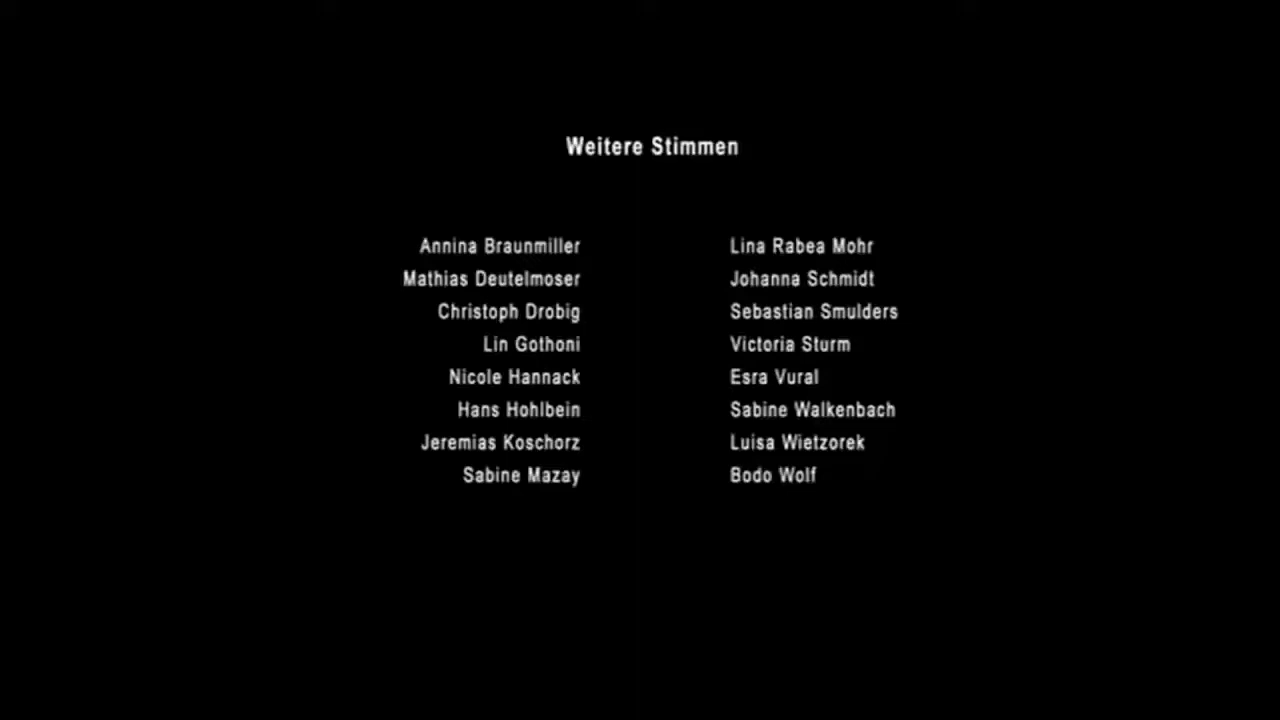 Weitere Stimmen
Annina Braunmiller
Mathias Deutelmoser
Christoph Drobig
Lin Gothoni
Nicole Hannack
Hans Hohlbein
Jeremias Koschorz
Sabine Mazay
Lina Rabea Mohr
Johanna Schmidt
Sebastian Smulders
Victoria Sturm
Esra Vural
Sabine Walkenbach
Luisa Wietzorek
Bodo Wolf